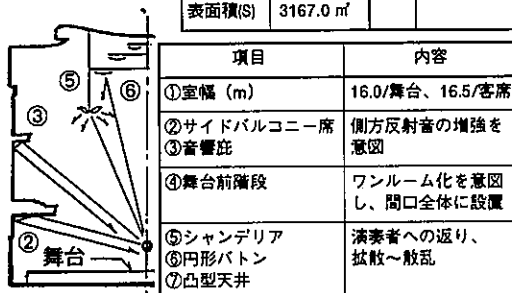 表面積(S) 3167.0 ㎡
項目 内容
①室幅（m） 16.0/舞台、16.5/客席
②サイドバルコニー席
③音響庇
側方反射音の増強を
意図
④舞台前階段
ワンルーム化を意図
し、間口全体に設置
⑤シャンデリア
⑥円形バトン
⑦凸型天井
演奏者への返り、
拡散～散乱
⑤
⑥
③
②
舞台